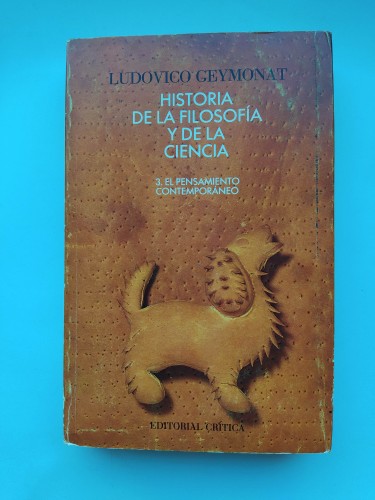 LUDOVICO GEYMONAT
HISTORIA
DE LA FILOSOFÍA
Y DE LA
CIENCIA
3. EL PENSAMIENTO
CONTEMPORÁNEO
EDITORIAL CRÍTICA